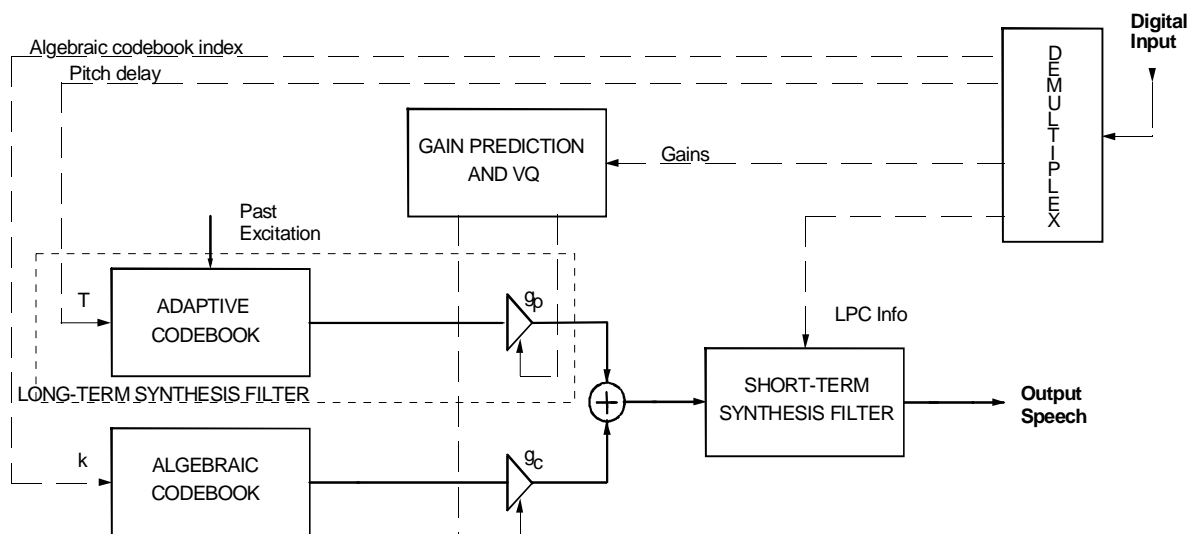 Digital
Input
Algebraic codebook index
Pitch delay
DEMULTIPLEX
GAIN PREDICTION
AND VQ
Gains
Past
Excitation
T
ADAPTIVE
CODEBOOK
gp
LPC Info
LONG-TERM SYNTHESIS FILTER
SHORT-TERM
SYNTHESIS FILTER
Output
Speech
k
ALGEBRAIC
CODEBOOK
gc